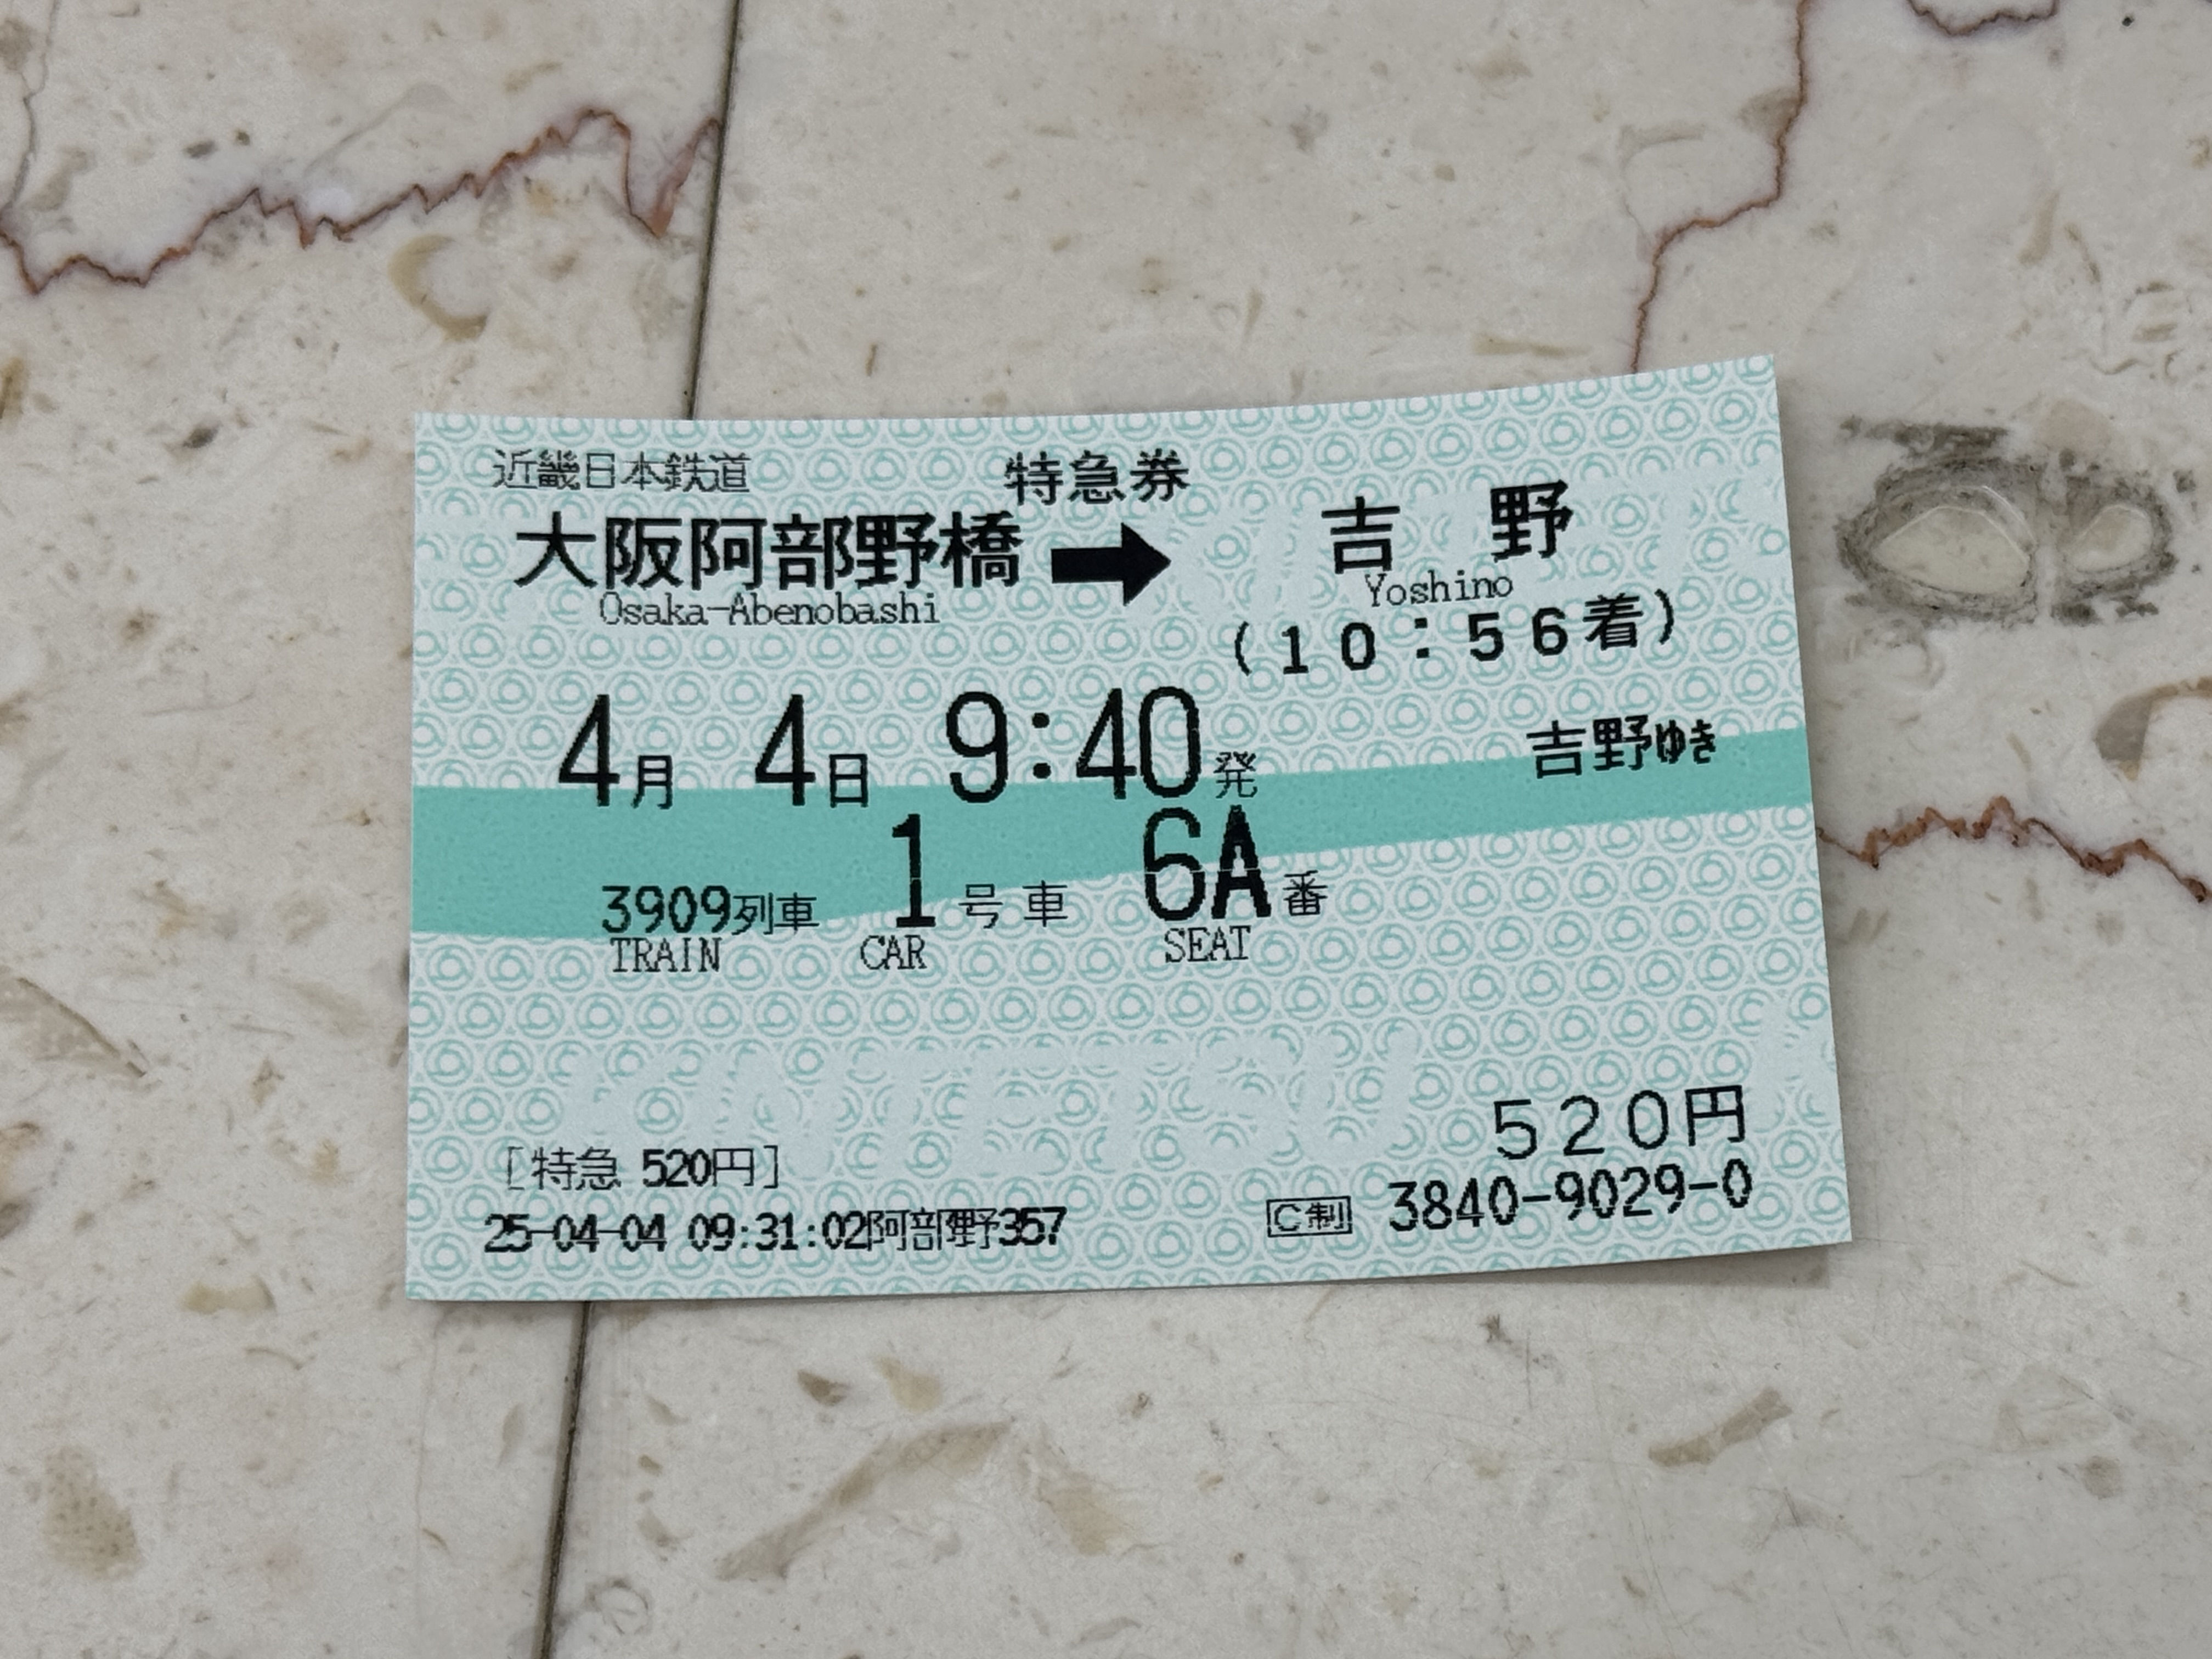 近畿日本鉄道 特急券
大阪阿部野橋 ➡ 吉野
Osaka-Abenobashi Yoshino
(10:56着)
4月 4日 9:40発 吉野ゆき
3909列車 1号車 6A番
TRAIN CAR SEAT
KINTETSU
520円
[特急 520円]
25-04-04 09:31:02阿部野357 C制 3840-9029-0